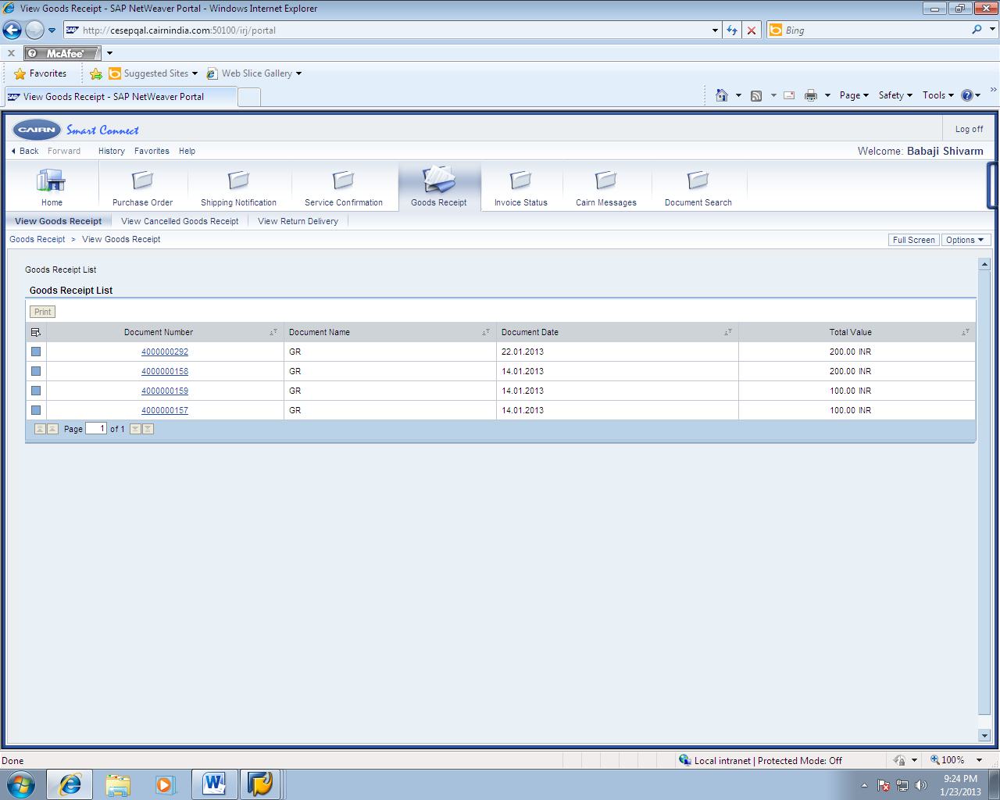 View Goods Receipt - SAP NetWeaver Portal - Windows Internet Explorer
SAP http://cesepqal.cairnindia.com:50100/irj/portal
Bing
x McAfee
Favorites Suggested Sites Web Slice Gallery
SAP View Goods Receipt - SAP NetWeaver Portal
Page Safety Tools »
CAIRN Smart Connect
Log off
Back Forward History Favorites Help
Welcome: Babaji Shivarm
Home Purchase Order Shipping Notification Service Confirmation Goods Receipt Invoice Status Cairn Messages Document Search
View Goods Receipt View Cancelled Goods Receipt View Return Delivery
Goods Receipt > View Goods Receipt
Full Screen Options
Goods Receipt List
Goods Receipt List
Print
Document Number Document Name Document Date Total Value
4000000292 GR 22.01.2013 200.00 INR
4000000158 GR 14.01.2013 200.00 INR
4000000159 GR 14.01.2013 100.00 INR
4000000157 GR 14.01.2013 100.00 INR
Page 1 of 1
Done
Local intranet | Protected Mode: Off
100%
9:24 PM
1/23/2013